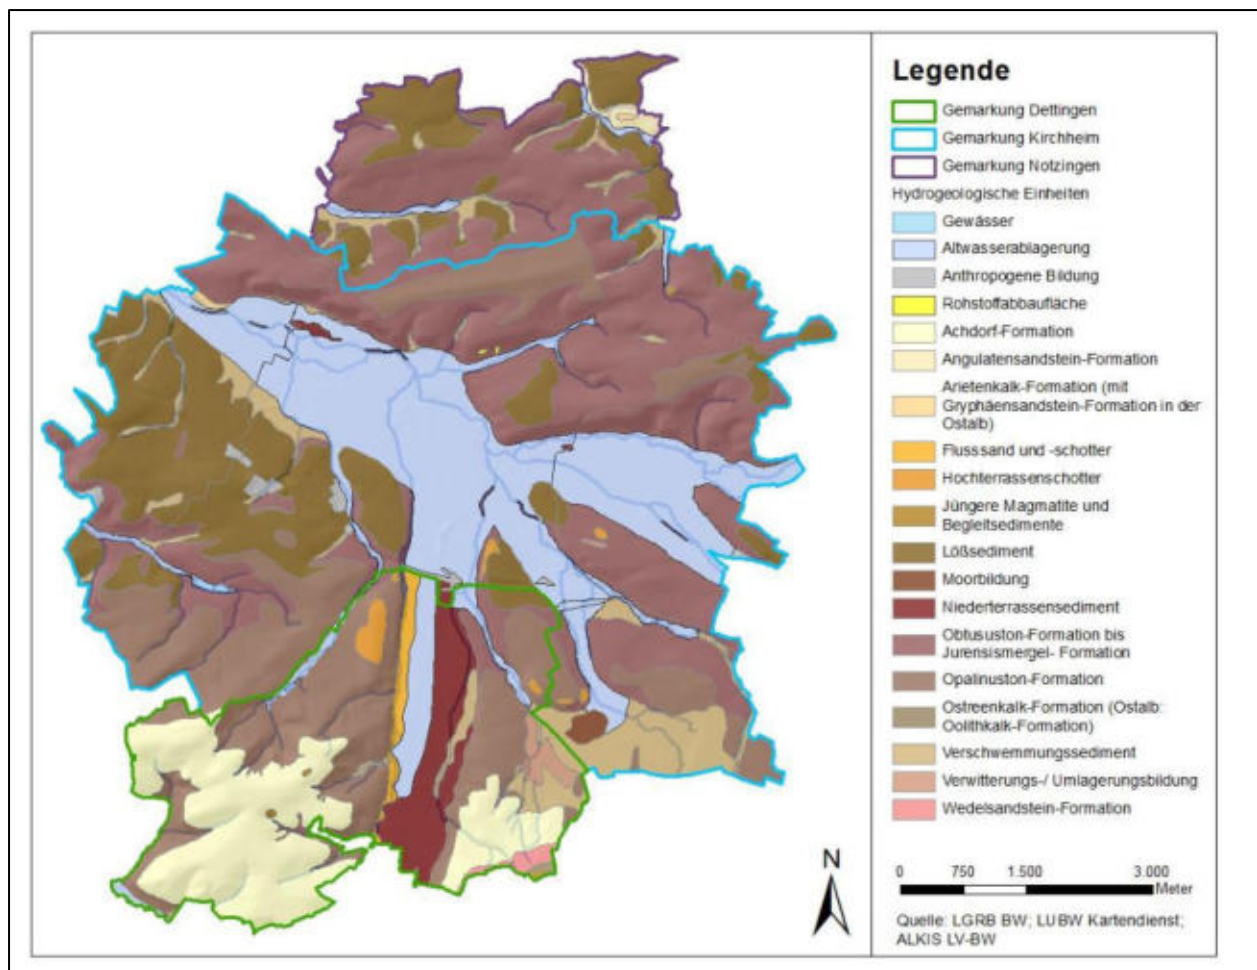 Legende
Gemarkung Dettingen
Gemarkung Kirchheim
Gemarkung Notzingen
Hydrogeologische Einheiten
Gewässer
Altwasserablagerung
Anthropogene Bildung
Rohstoffabbaufläche
Achdorf-Formation
Angulatensandstein-Formation
Arietenkalk-Formation (mit
Gryphäensandstein-Formation in der
Ostalb)
Flusssand und -schotter
Hochterrassenschotter
Jüngere Magmatite und
Begleitsedimente
Lößsediment
Moorbildung
Niederterrassensediment
Obtususton-Formation bis
Jurensismergel- Formation
Opalinuston-Formation
Ostreenkalk-Formation (Ostalb:
Oolithkalk-Formation)
Verschwemmungssediment
Verwitterungs-/ Umlagerungsbildung
Wedelsandstein-Formation
N
0 750 1.500 3.000
Meter
Quelle: LGRB BW; LUBW Kartendienst;
ALKIS LV-BW